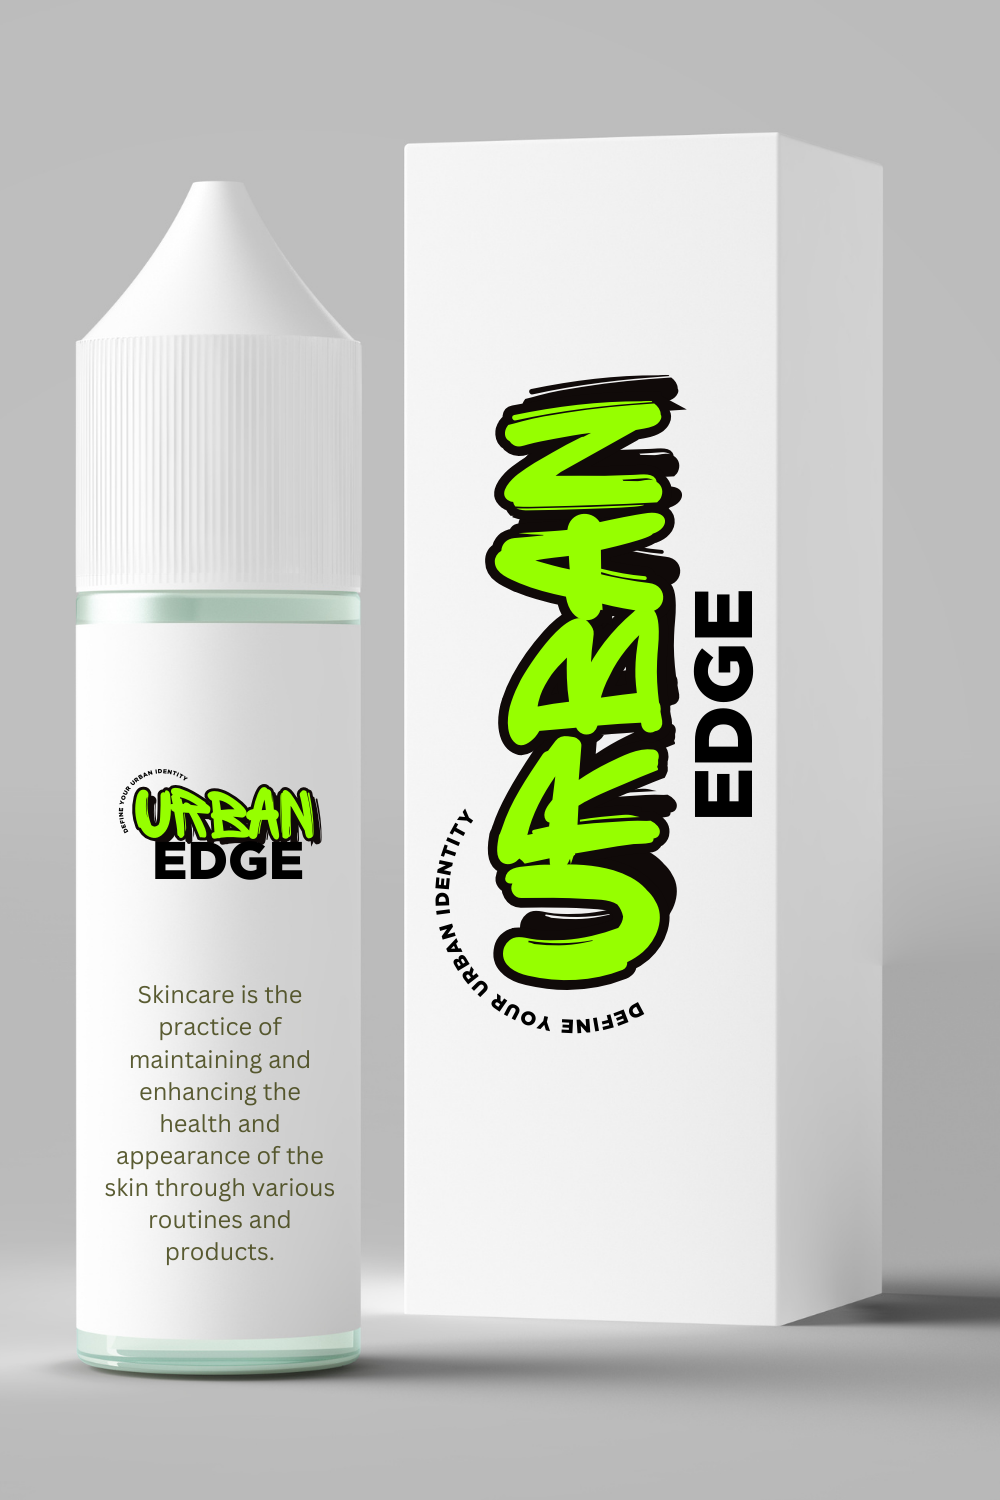 DEFINE YOUR URBAN IDENTITY
URBAN
EDGE
Skincare is the
practice of
maintaining and
enhancing the
health and
appearance of the
skin through various
routines and
products.
DEFINE YOUR URBAN IDENTITY
URBAN
EDGE